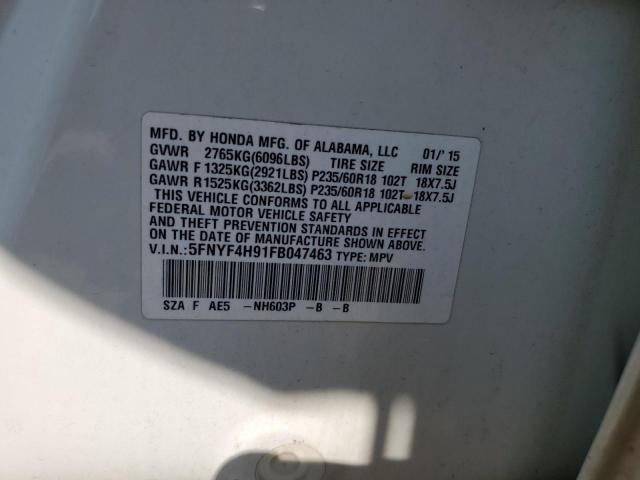 MFD. BY HONDA MFG. OF ALABAMA, LLC 01/'15
GVWR 2765KG(6096LBS) TIRE SIZE RIM SIZE
GAWR F 1325KG(2921LBS) P235/60R18 102T 18X7.5J
GAWR R1525KG(3362LBS) P235/60R18 102T 18X7.5J
THIS VEHICLE CONFORMS TO ALL APPLICABLE
FEDERAL MOTOR VEHICLE SAFETY
AND THEFT PREVENTION STANDARDS IN EFFECT
ON THE DATE OF MANUFACTURE SHOWN ABOVE.
V.I.N.:5FNYF4H91FB047463 TYPE: MPV
SZA F AE5 -NH603P -B -B